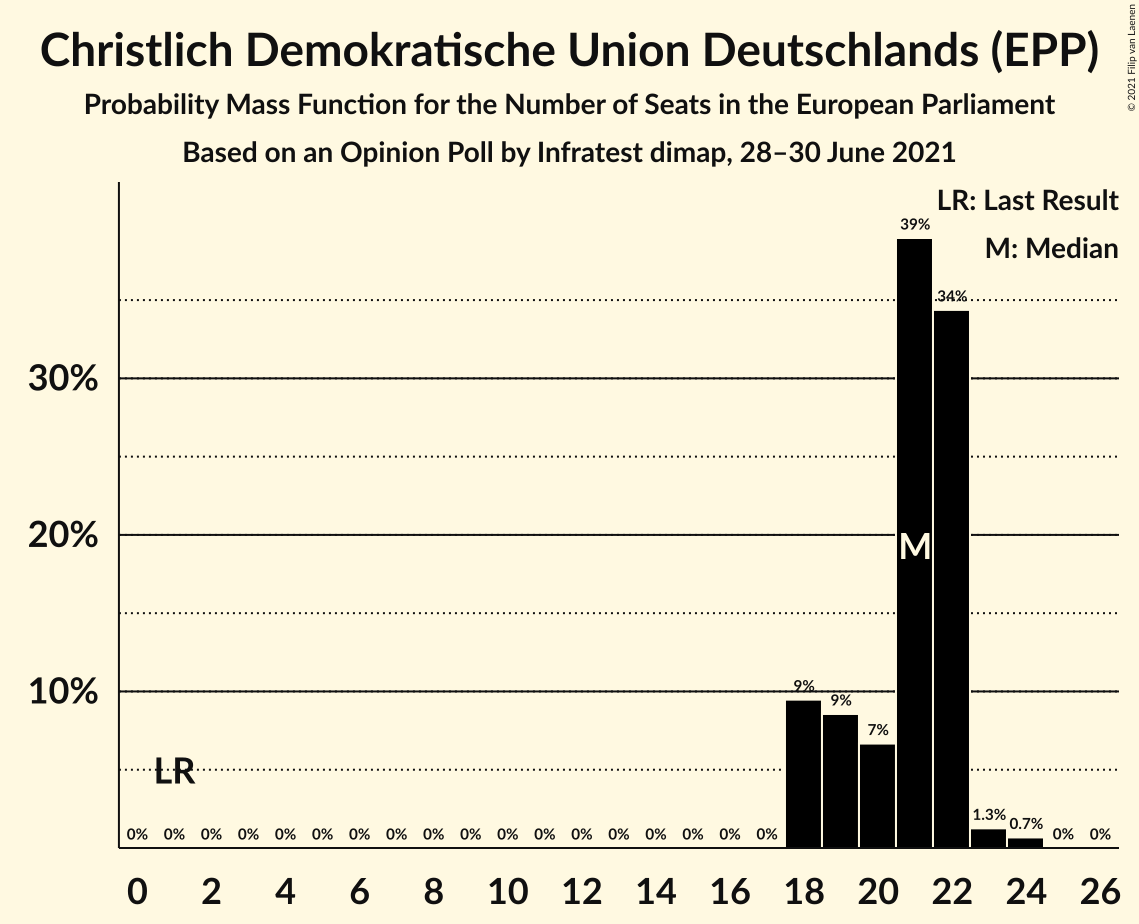 Christlich Demokratische Union Deutschlands (EPP)
Probability Mass Function for the Number of Seats in the European Parliament
Based on an Opinion Poll by Infratest dimap, 28–30 June 2021
© 2021 Filip van Laenen
LR: Last Result
M: Median
39%
34%
30%
20%
M
10%
9%
9%
7%
LR
1.3%
0.7%
0% 0% 0% 0% 0% 0% 0% 0% 0% 0% 0% 0% 0% 0% 0% 0% 0% 0% 0% 0%
0 2 4 6 8 10 12 14 16 18 20 22 24 26